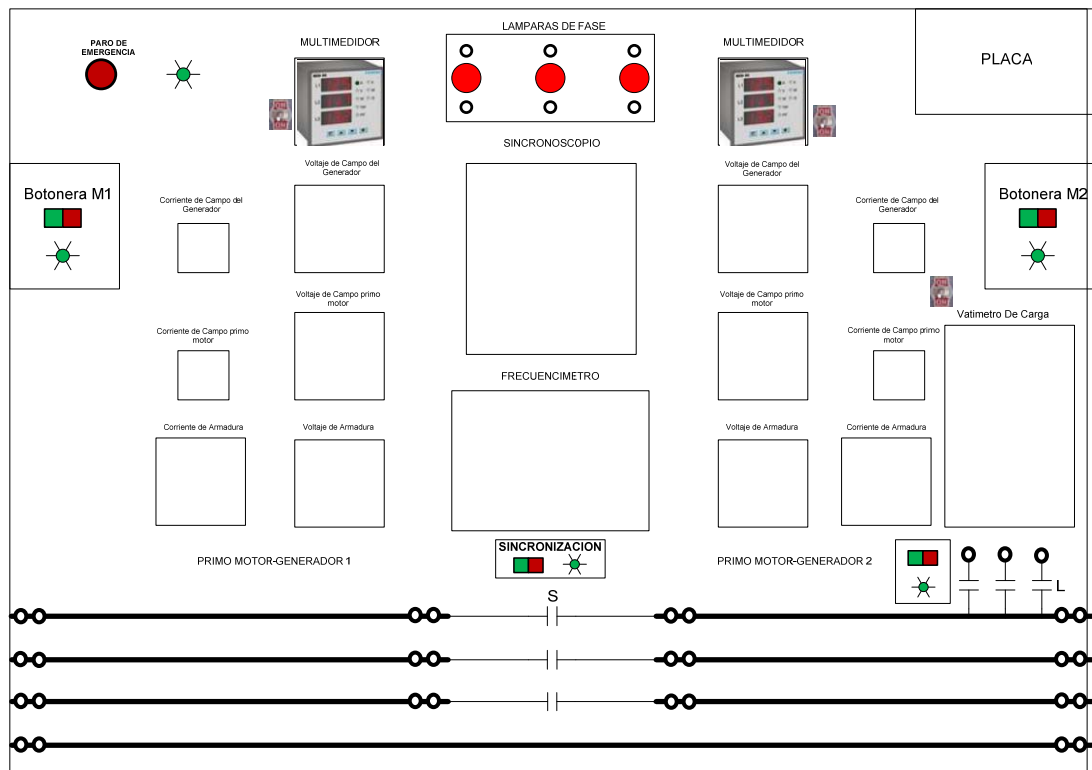 LAMPARAS DE FASE
PARO DE
EMERGENCIA
MULTIMEDIDOR
MULTIMEDIDOR
PLACA
L1
L2
L3
SINCRONOSCOPIO
Voltaje de Campo del
Generador
Voltaje de Campo del
Generador
Botonera M1
Botonera M2
Corriente de Campo del
Generador
Corriente de Campo del
Generador
Voltaje de Campo primo
motor
Voltaje de Campo primo
motor
Vatimetro De Carga
Corriente de Campo primo
motor
Corriente de Campo primo
motor
FRECUENCIMETRO
Corriente de Armadura
Voltaje de Armadura
Voltaje de Armadura
Corriente de Armadura
SINCRONIZACION
PRIMO MOTOR-GENERADOR 1
PRIMO MOTOR-GENERADOR 2
L
S